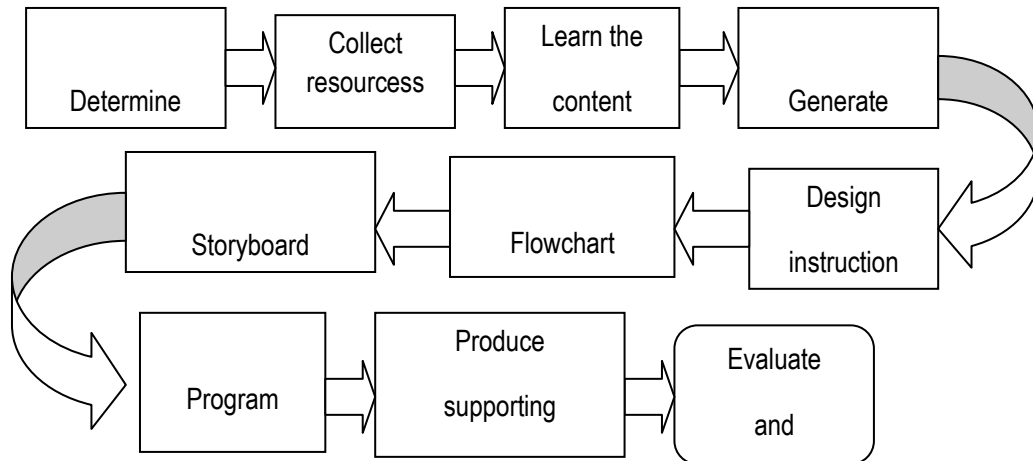 Determine
Collect
resourcess
Learn the
content
Generate
Design
instruction
Flowchart
Storyboard
Program
Produce
supporting
Evaluate
and